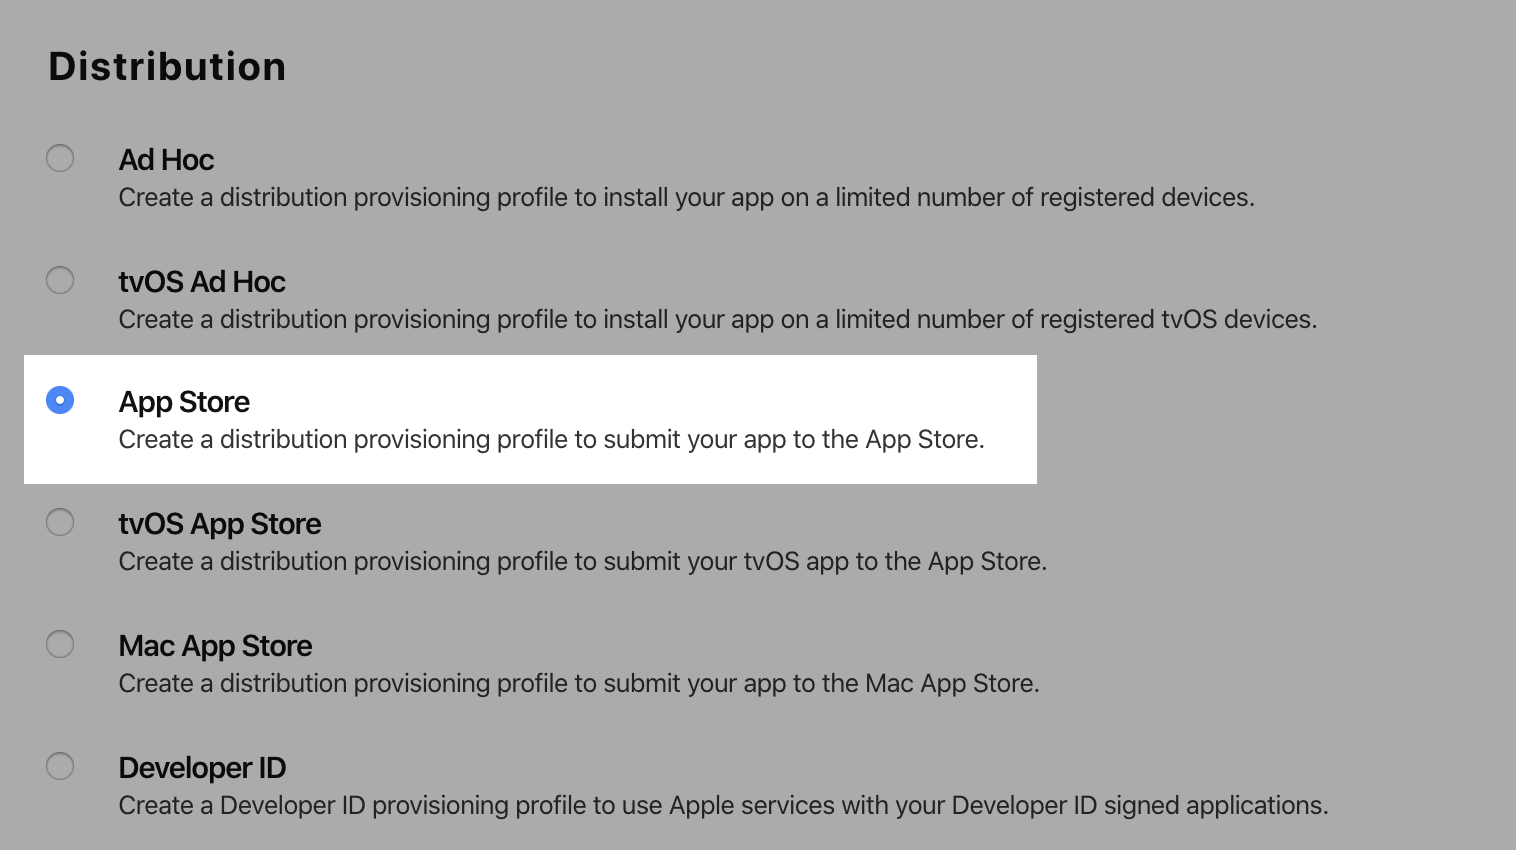 Distribution
Ad Hoc
Create a distribution provisioning profile to install your app on a limited number of registered devices.
tvOS Ad Hoc
Create a distribution provisioning profile to install your app on a limited number of registered tvOS devices.
App Store
Create a distribution provisioning profile to submit your app to the App Store.
tvOS App Store
Create a distribution provisioning profile to submit your tvOS app to the App Store.
Mac App Store
Create a distribution provisioning profile to submit your app to the Mac App Store.
Developer ID
Create a Developer ID provisioning profile to use Apple services with your Developer ID signed applications.